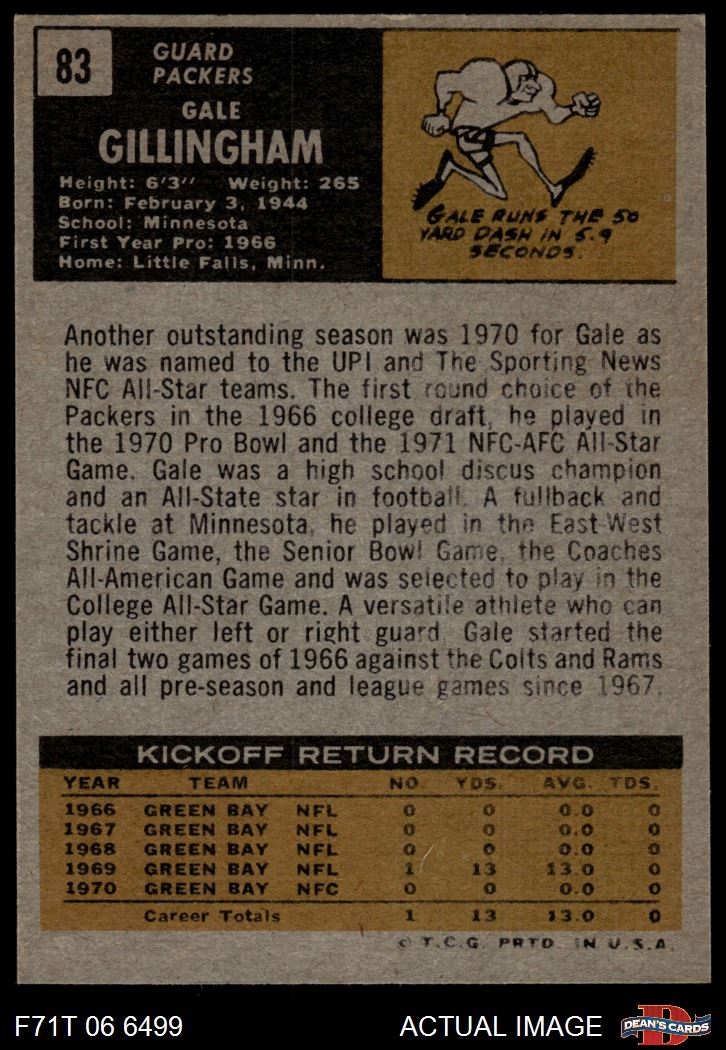 83
GUARD
PACKERS
GALE
GILLINGHAM
Height: 6'3" Weight: 265
Born: February 3, 1944
School: Minnesota
First Year Pro: 1966
Home: Little Falls, Minn.
GALE RUNS THE 50
YARD DASH IN 5.9
SECONDS.
Another outstanding season was 1970 for Gale as
he was named to the UPI and The Sporting News
NFC All-Star teams. The first round choice of the
Packers in the 1966 college draft, he played in
the 1970 Pro Bowl and the 1971 NFC-AFC All-Star
Game. Gale was a high school discus champion
and an All-State star in football. A fullback and
tackle at Minnesota, he played in the East-West
Shrine Game, the Senior Bowl Game, the Coaches
All-American Game and was selected to play in the
College All-Star Game. A versatile athlete who can
play either left or right guard, Gale started the
final two games of 1966 against the Colts and Rams
and all pre-season and league games since 1967.
KICKOFF RETURN RECORD
YEAR TEAM NO. YDS. AVG. TDS.
1966 GREEN BAY NFL 0 0 0.0 0
1967 GREEN BAY NFL 0 0 0.0 0
1968 GREEN BAY NFL 0 0 0.0 0
1969 GREEN BAY NFL 1 13 13.0 0
1970 GREEN BAY NFC 0 0 0.0 0
Career Totals 1 13 13.0 0
© T.C.G. PRTD. IN U.S.A.
F71T 06 6499 ACTUAL IMAGE D DEAN'S CARDS